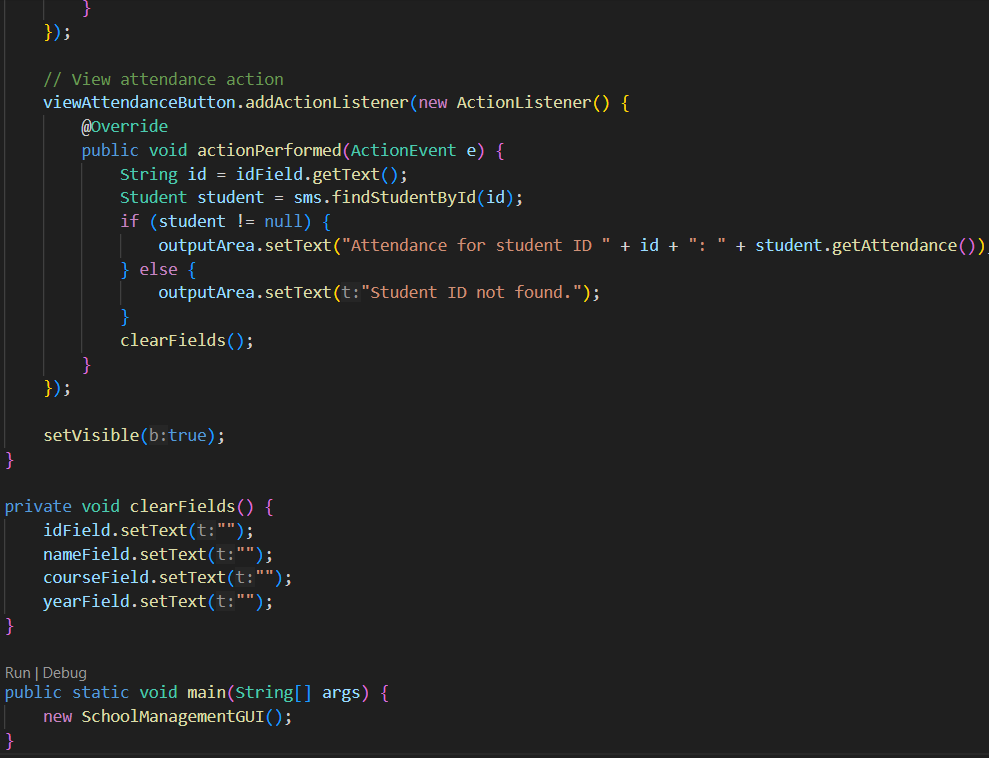 }
    });

    // View attendance action
    viewAttendanceButton.addActionListener(new ActionListener() {
        @Override
        public void actionPerformed(ActionEvent e) {
            String id = idField.getText();
            Student student = sms.findStudentById(id);
            if (student != null) {
                outputArea.setText("Attendance for student ID " + id + ": " + student.getAttendance());
            } else {
                outputArea.setText(t:"Student ID not found.");
            }
            clearFields();
        }
    });

    setVisible(b:true);
}

private void clearFields() {
    idField.setText(t:"");
    nameField.setText(t:"");
    courseField.setText(t:"");
    yearField.setText(t:"");
}

Run | Debug
public static void main(String[] args) {
    new SchoolManagementGUI();
}